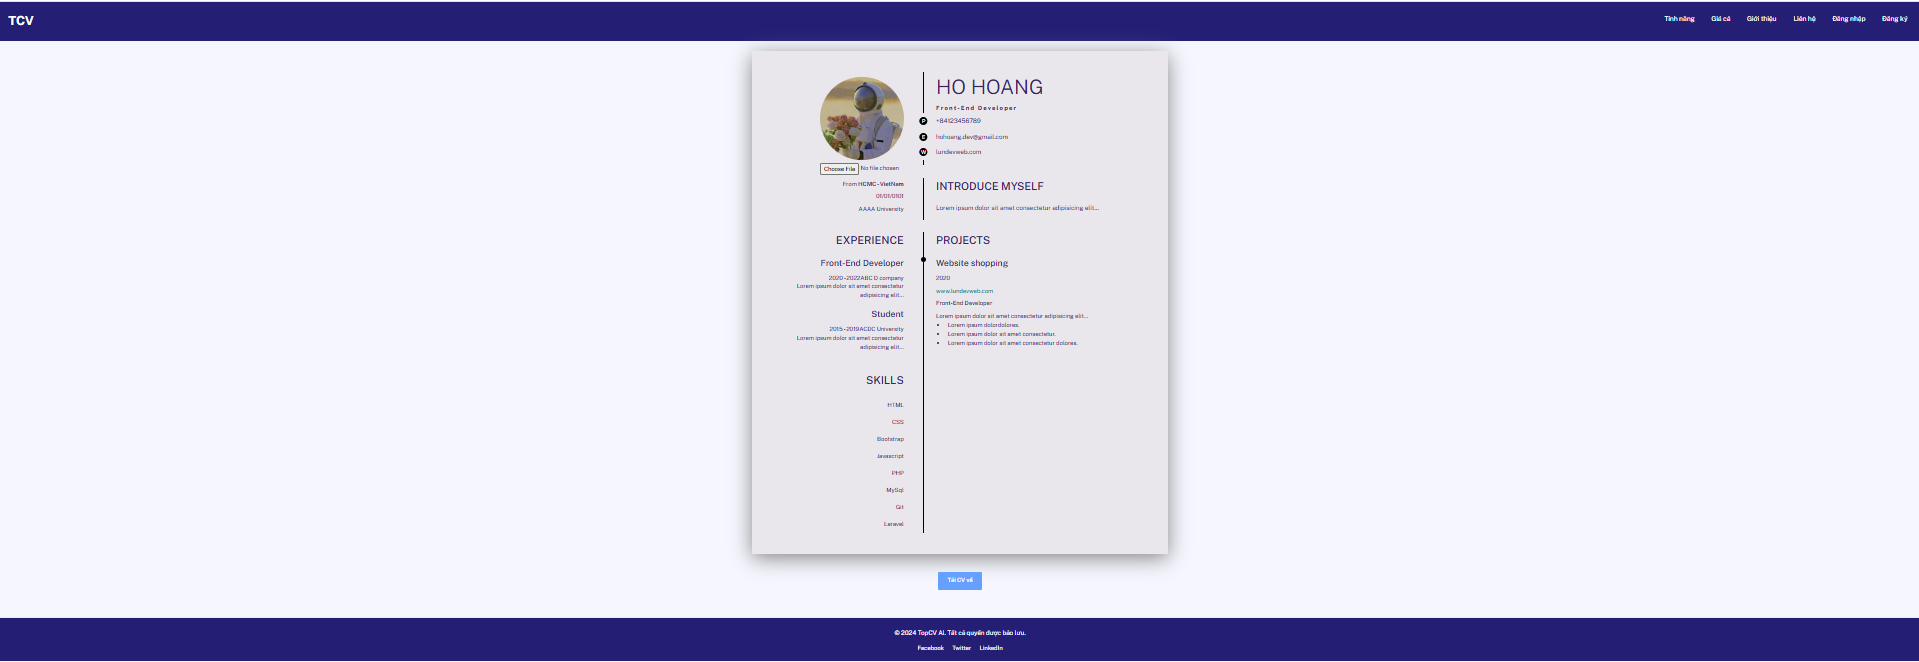 TCV
Tính năng Giá cả Giới thiệu Liên hệ Đăng nhập Đăng ký
HO HOANG
Front-End Developer
P +84123456789
E hohoang.dev@gmail.com
W lundevweb.com
Choose File No file chosen
From HCMC - VietNam
01/01/0101
AAAA University
INTRODUCE MYSELF
Lorem ipsum dolor sit amet consectetur adipisicing elit...
EXPERIENCE
Front-End Developer
2020 - 2022ABC D company
Lorem ipsum dolor sit amet consectetur
adipisicing elit...
Student
2015 - 2019ACDC University
Lorem ipsum dolor sit amet consectetur
adipisicing elit...
SKILLS
HTML
CSS
Bootstrap
Javascript
PHP
MySql
Git
Laravel
PROJECTS
Website shopping
2020
www.lundevweb.com
Front-End Developer
Lorem ipsum dolor sit amet consectetur adipisicing elit...
• Lorem ipsum dolordolores.
• Lorem ipsum dolor sit amet consectetur.
• Lorem ipsum dolor sit amet consectetur dolores.
Tải CV về
© 2024 TopCV AI. Tất cả quyền được bảo lưu.
Facebook Twitter LinkedIn